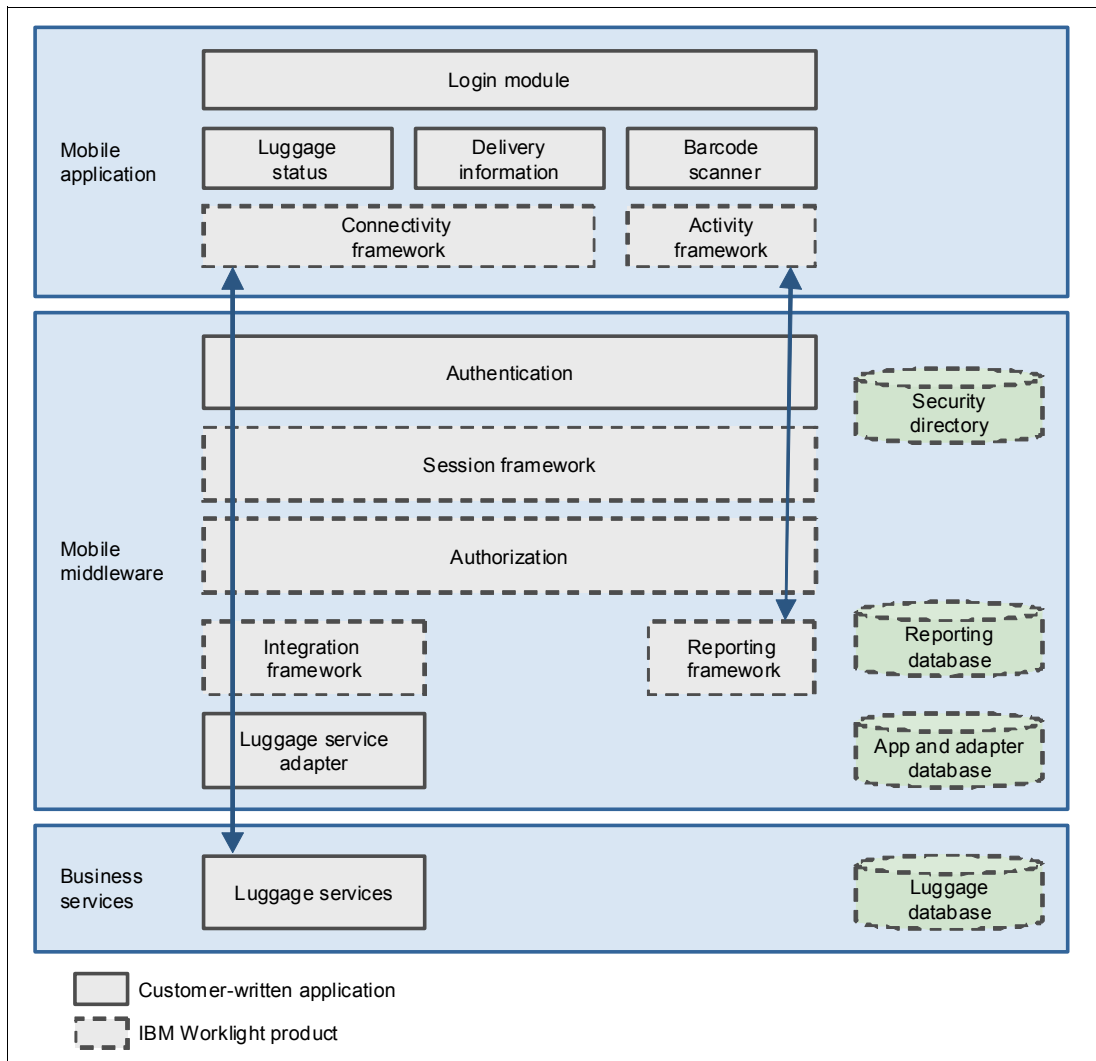 Login module
Mobile
application
Luggage
status
Delivery
information
Barcode
scanner
Connectivity
framework
Activity
framework
Authentication
Security
directory
Session framework
Mobile
middleware
Authorization
Integration
framework
Reporting
framework
Reporting
database
Luggage service
adapter
App and adapter
database
Business
services
Luggage services
Luggage
database
Customer-written application
IBM Worklight product